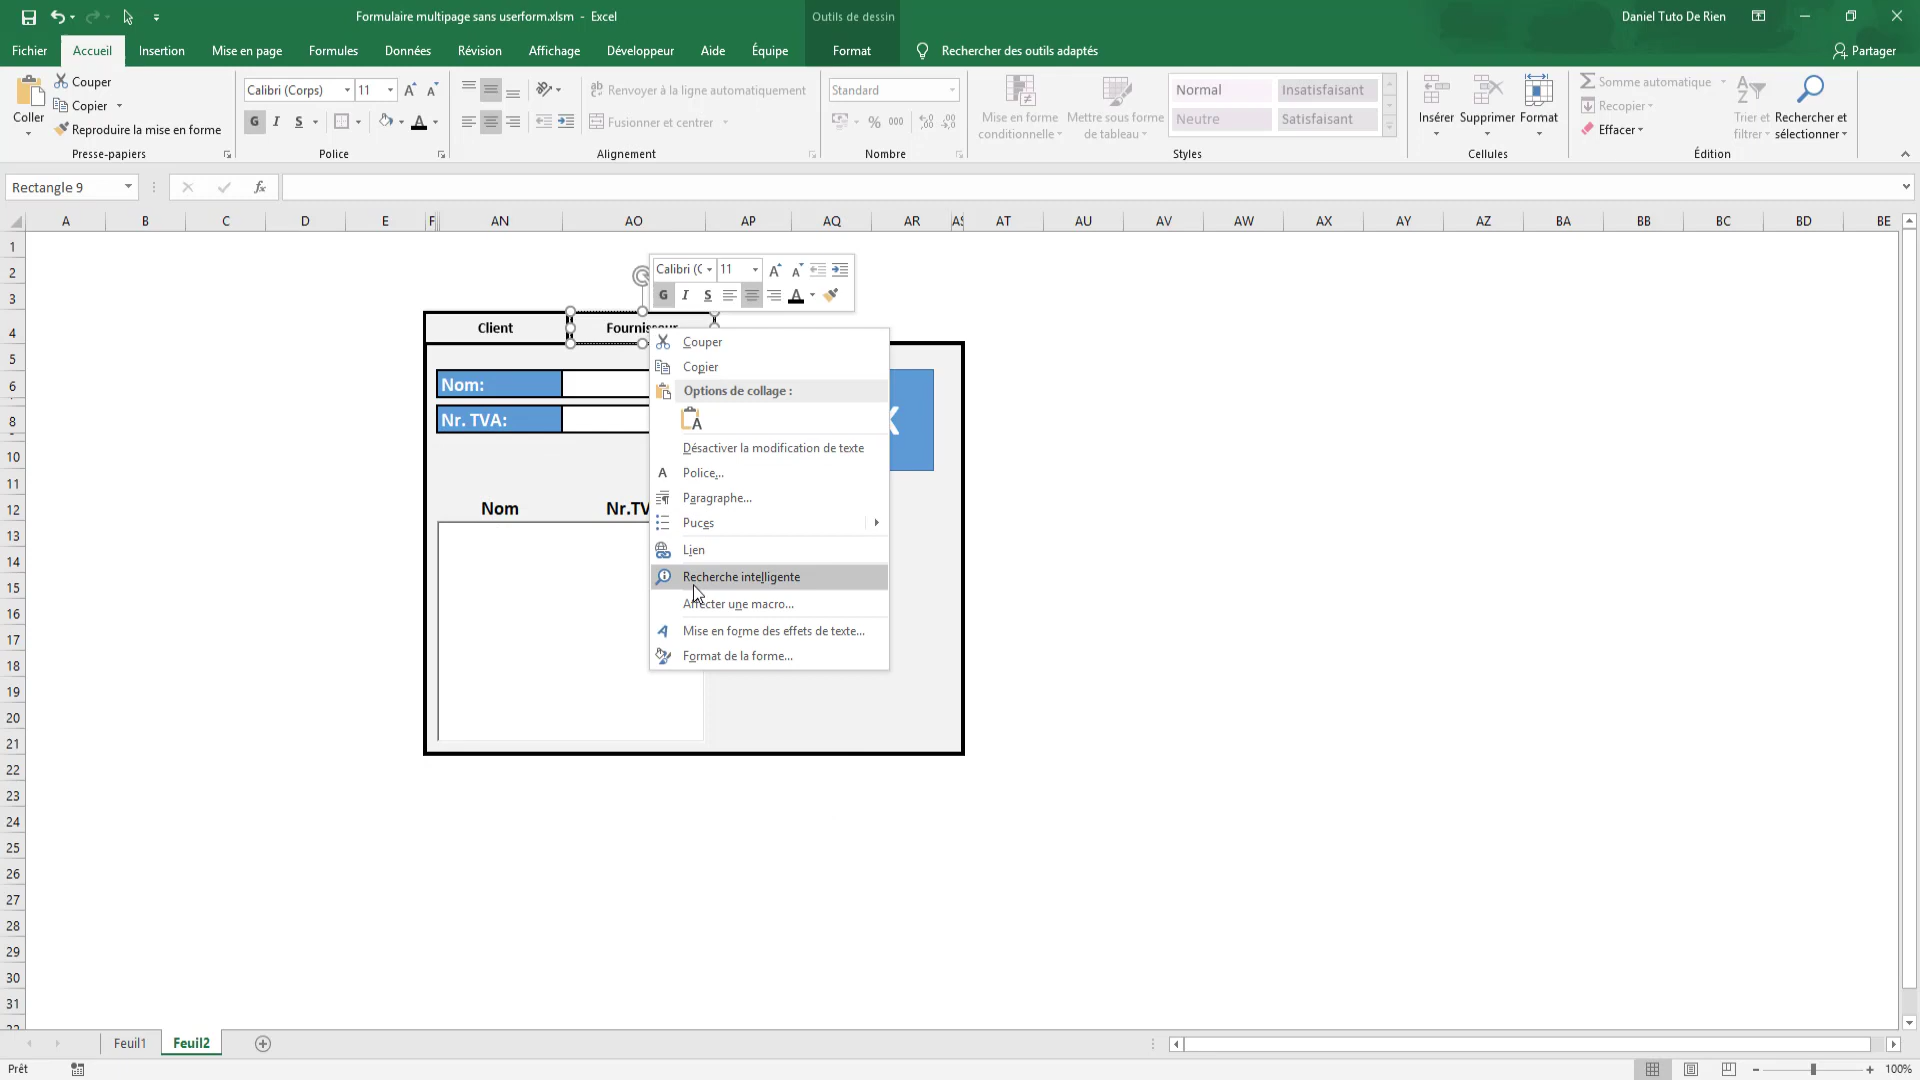 Formulaire multipage sans userform.xlsm - Excel
Outils de dessin
Daniel Tuto De Rien
Fichier Accueil Insertion Mise en page Formules Données Révision Affichage Développeur Aide Équipe Format Rechercher des outils adaptés Partager
Coller
Couper
Copier
Reproduire la mise en forme
Presse-papiers
Calibri (Corps) 11
G I S
Police
Renvoyer à la ligne automatiquement
Fusionner et centrer
Alignement
Standard
% 000
Nombre
Mise en forme conditionnelle
Mettre sous forme de tableau
Normal Insatisfaisant
Neutre Satisfaisant
Styles
Insérer Supprimer Format
Cellules
Somme automatique
Recopier
Effacer
Trier et filtrer
Rechercher et sélectionner
Édition
Rectangle 9
fx
A B C D E F AN AO AP AQ AR AS AT AU AV AW AX AY AZ BA BB BC BD BE
1
2
3
4
5
6
8
10
11
12
13
14
15
16
17
18
19
20
21
22
23
24
25
26
27
28
29
30
31
Calibri (C 11
G I S
Client
Nom:
Nr. TVA:
Nom
Couper
Copier
Options de collage :
Désactiver la modification de texte
Police...
Paragraphe...
Puces
Lien
Recherche intelligente
Affecter une macro...
Mise en forme des effets de texte...
Format de la forme...
Feuil1 Feuil2
Prêt
100%